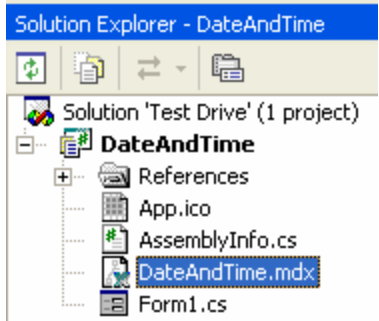 Solution Explorer - DateAndTime
Solution 'Test Drive' (1 project)
DateAndTime
References
App.ico
AssemblyInfo.cs
DateAndTime.mdx
Form1.cs